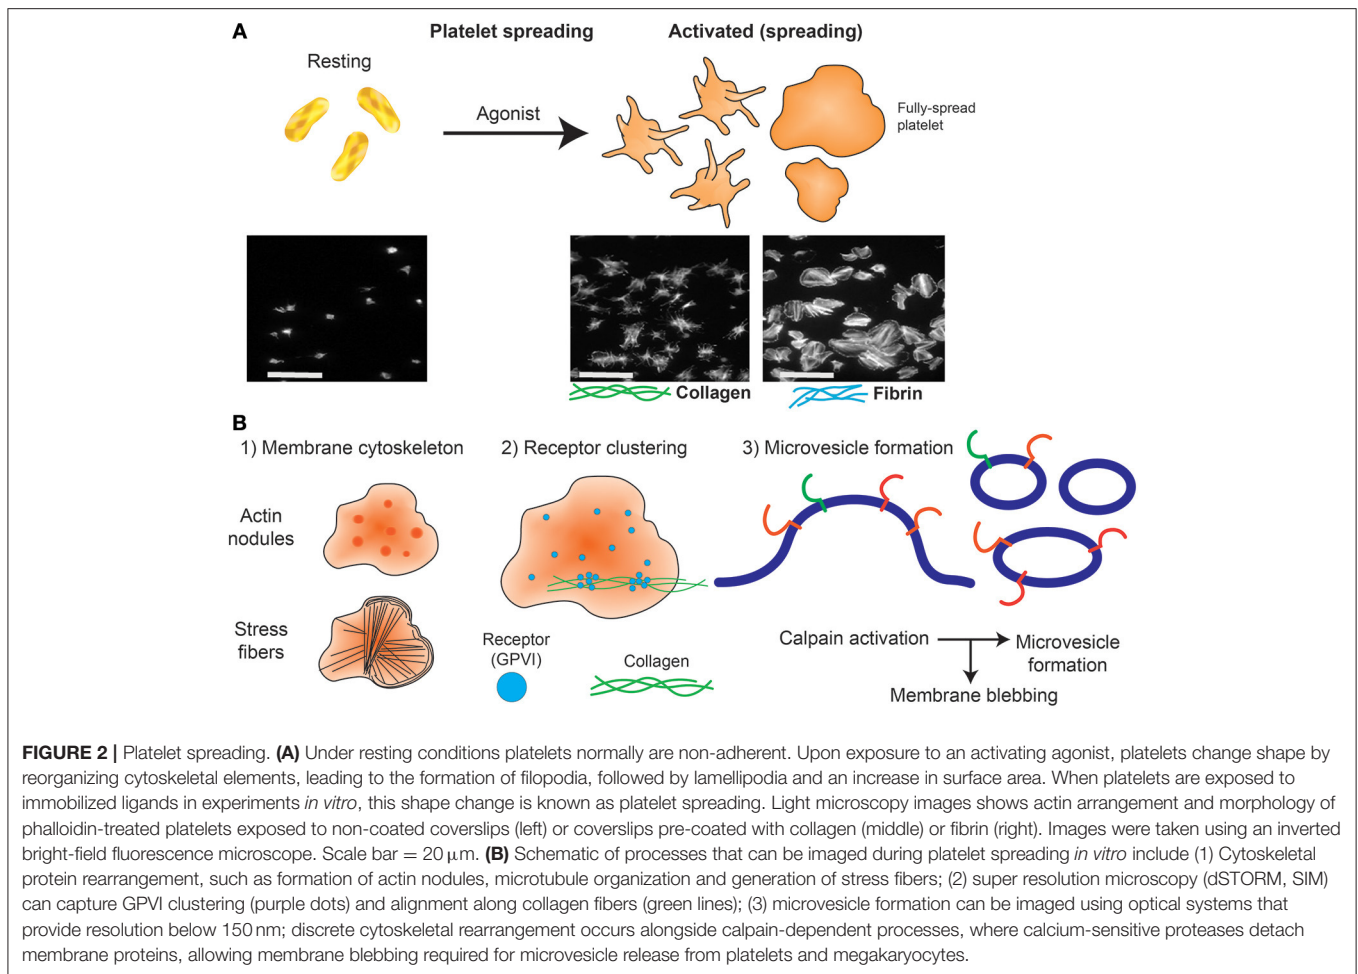 A
Platelet spreading
Activated (spreading)
Resting
Agonist
Fully-spread
platelet
Collagen
Fibrin
B
1) Membrane cytoskeleton
2) Receptor clustering
3) Microvesicle formation
Actin
nodules
Stress
fibers
Receptor
(GPVI)
Collagen
Calpain activation
Microvesicle
formation
Membrane blebbing
FIGURE 2 | Platelet spreading. (A) Under resting conditions platelets normally are non-adherent. Upon exposure to an activating agonist, platelets change shape by
reorganizing cytoskeletal elements, leading to the formation of filopodia, followed by lamellipodia and an increase in surface area. When platelets are exposed to
immobilized ligands in experiments in vitro, this shape change is known as platelet spreading. Light microscopy images shows actin arrangement and morphology of
phalloidin-treated platelets exposed to non-coated coverslips (left) or coverslips pre-coated with collagen (middle) or fibrin (right). Images were taken using an inverted
bright-field fluorescence microscope. Scale bar = 20 μm. (B) Schematic of processes that can be imaged during platelet spreading in vitro include (1) Cytoskeletal
protein rearrangement, such as formation of actin nodules, microtubule organization and generation of stress fibers; (2) super resolution microscopy (dSTORM, SIM)
can capture GPVI clustering (purple dots) and alignment along collagen fibers (green lines); (3) microvesicle formation can be imaged using optical systems that
provide resolution below 150 nm; discrete cytoskeletal rearrangement occurs alongside calpain-dependent processes, where calcium-sensitive proteases detach
membrane proteins, allowing membrane blebbing required for microvesicle release from platelets and megakaryocytes.